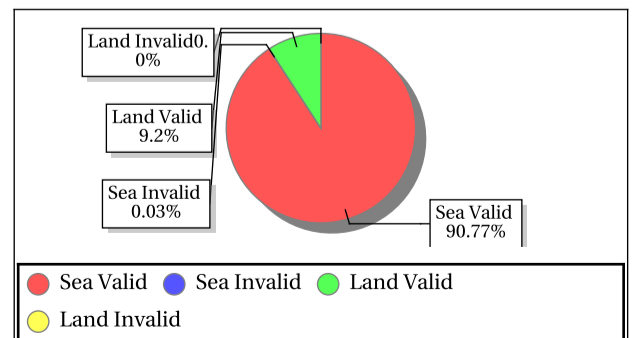 Land Invalid0.
0%
Land Valid
9.2%
Sea Invalid
0.03%
Sea Valid
90.77%
Sea Valid Sea Invalid Land Valid
Land Invalid